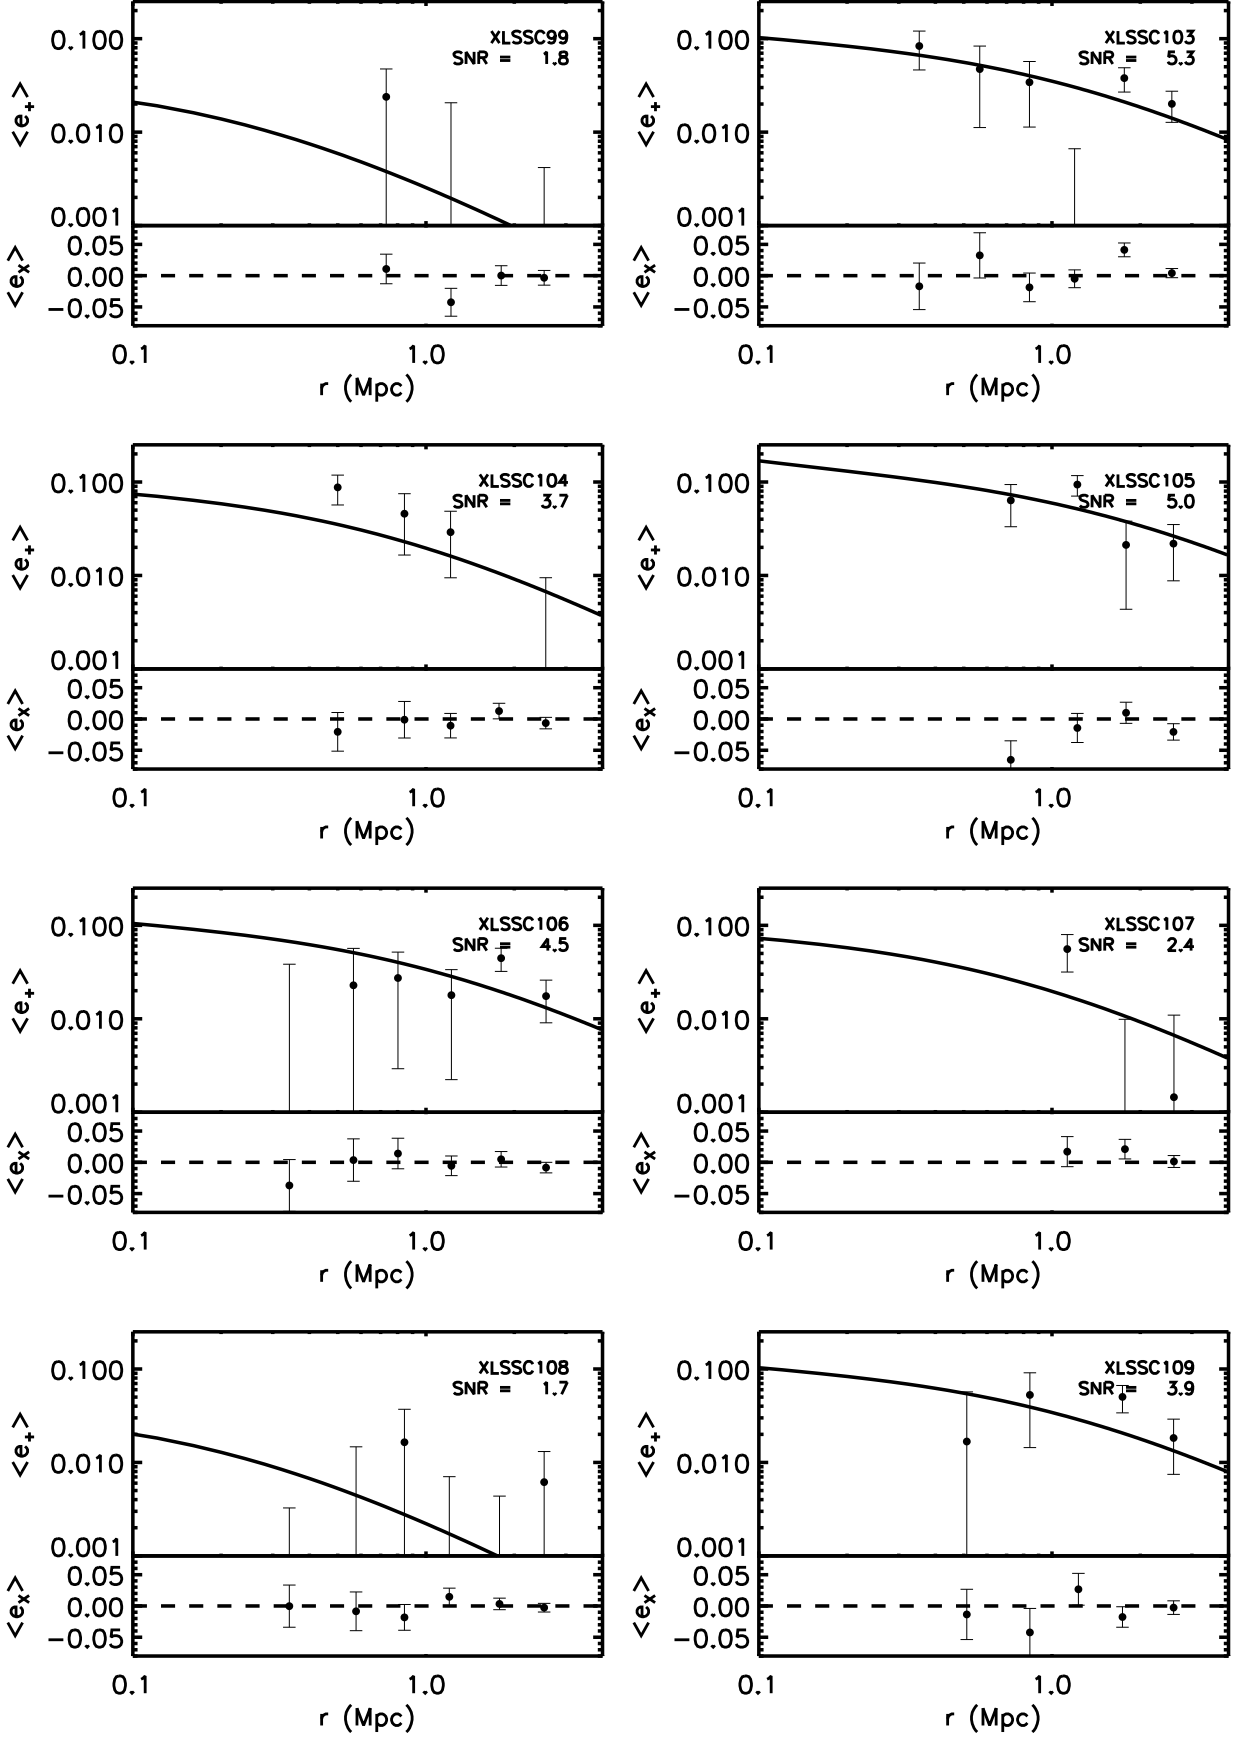 XLSSC99
SNR = 1.8
0.100
0.010
0.001
<e+>
0.05
0.00
−0.05
<ex>
0.1 1.0
r (Mpc)
XLSSC103
SNR = 5.3
0.100
0.010
0.001
<e+>
0.05
0.00
−0.05
<ex>
0.1 1.0
r (Mpc)
XLSSC104
SNR = 3.7
0.100
0.010
0.001
<e+>
0.05
0.00
−0.05
<ex>
0.1 1.0
r (Mpc)
XLSSC105
SNR = 5.0
0.100
0.010
0.001
<e+>
0.05
0.00
−0.05
<ex>
0.1 1.0
r (Mpc)
XLSSC106
SNR = 4.5
0.100
0.010
0.001
<e+>
0.05
0.00
−0.05
<ex>
0.1 1.0
r (Mpc)
XLSSC107
SNR = 2.4
0.100
0.010
0.001
<e+>
0.05
0.00
−0.05
<ex>
0.1 1.0
r (Mpc)
XLSSC108
SNR = 1.7
0.100
0.010
0.001
<e+>
0.05
0.00
−0.05
<ex>
0.1 1.0
r (Mpc)
XLSSC109
SNR = 3.9
0.100
0.010
0.001
<e+>
0.05
0.00
−0.05
<ex>
0.1 1.0
r (Mpc)